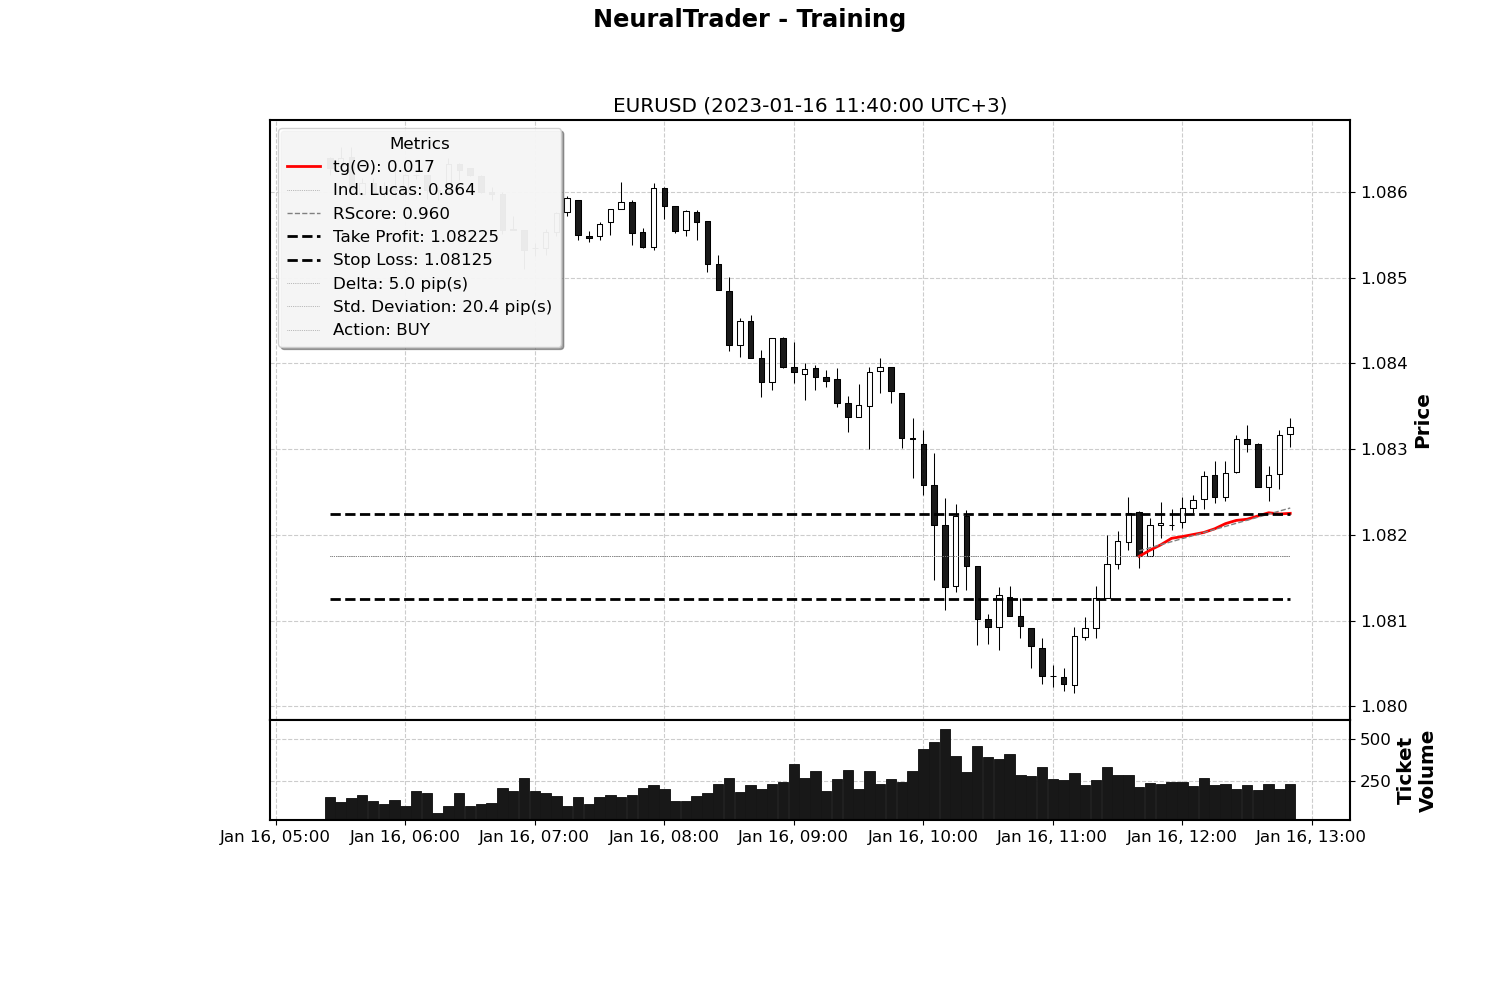 NeuralTrader - Training
EURUSD (2023-01-16 11:40:00 UTC+3)
Metrics
tg(Θ): 0.017
Ind. Lucas: 0.864
RScore: 0.960
Take Profit: 1.08225
Stop Loss: 1.08125
Delta: 5.0 pip(s)
Std. Deviation: 20.4 pip(s)
Action: BUY
1.086
1.085
1.084
1.083
1.082
1.081
1.080
Price
500
250
Ticket
Volume
Jan 16, 05:00 Jan 16, 06:00 Jan 16, 07:00 Jan 16, 08:00 Jan 16, 09:00 Jan 16, 10:00 Jan 16, 11:00 Jan 16, 12:00 Jan 16, 13:00